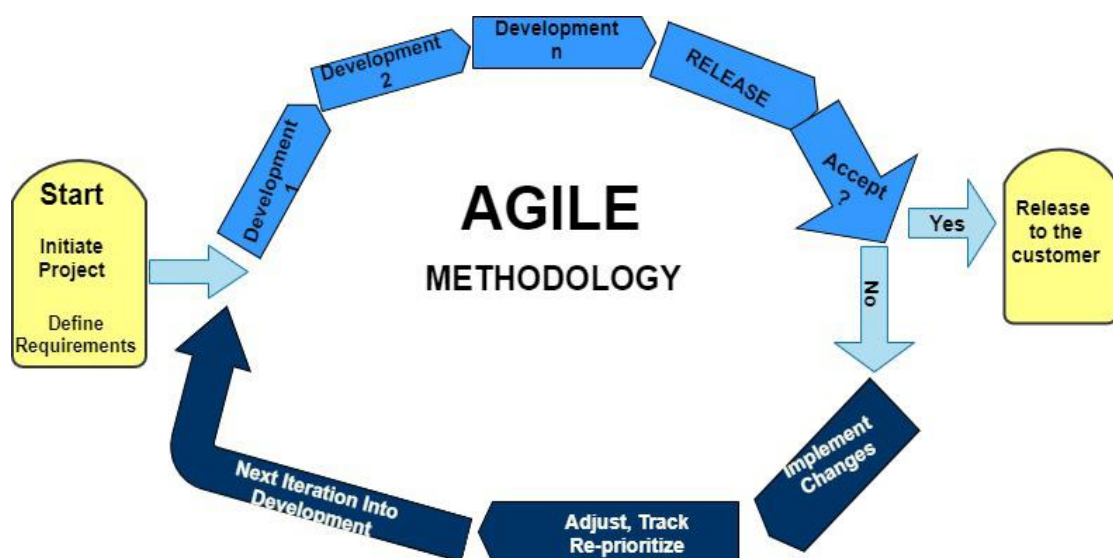 Start
Initiate
Project
Define
Requirements
Development
1
Development
2
Development
n
RELEASE
Accept
?
Yes
Release
to the
customer
No
Implement
Changes
Adjust, Track
Re-prioritize
Next Iteration Into
Development
AGILE
METHODOLOGY